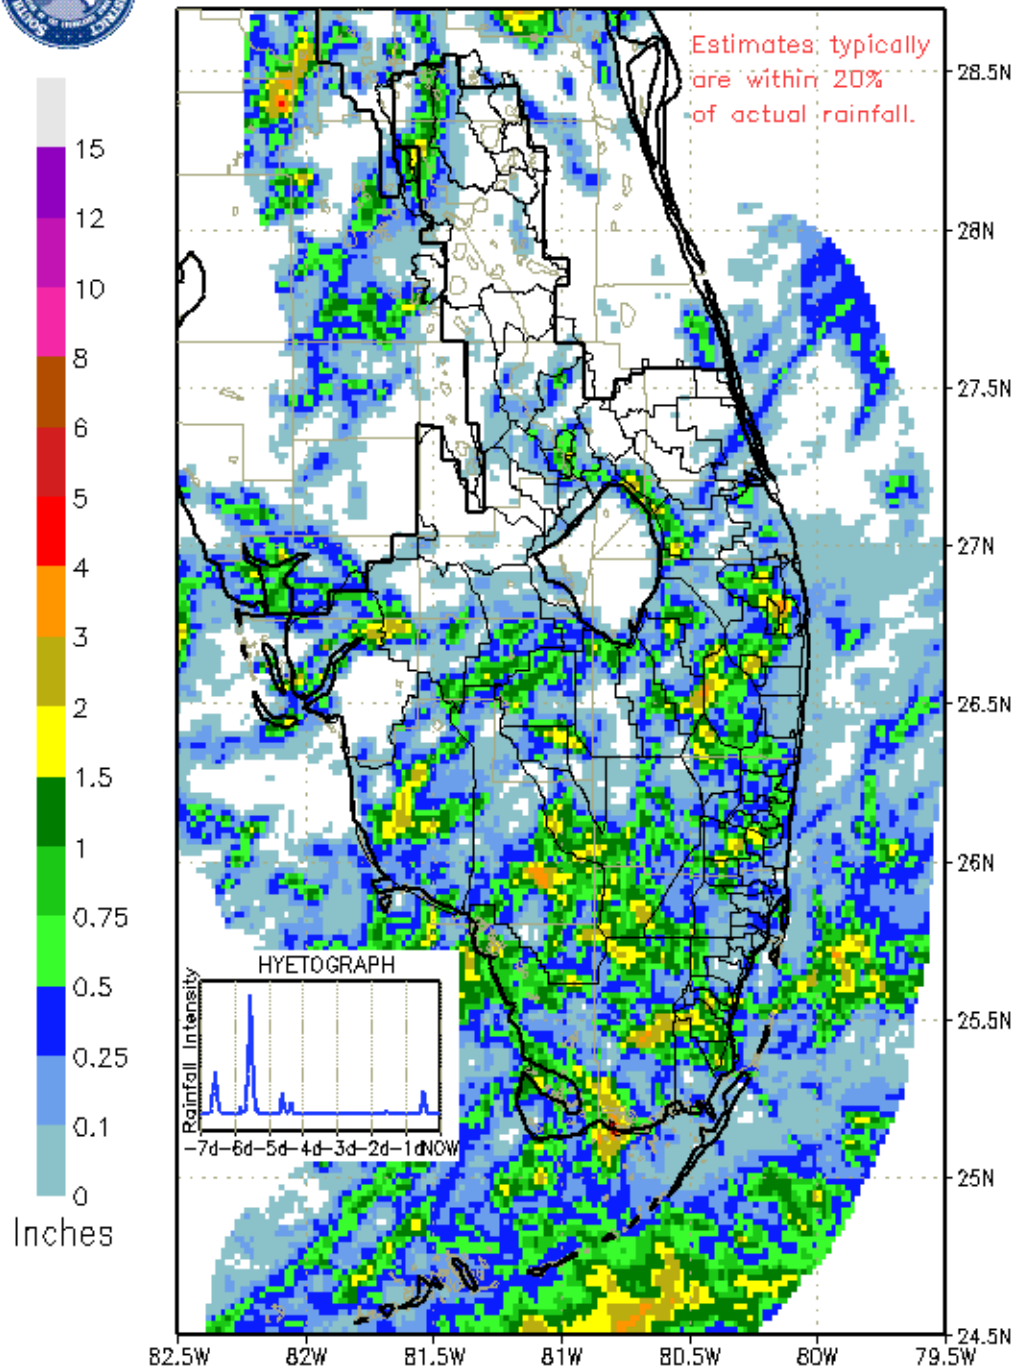 SOUTH
DISTRICT
Estimates typically
are within 20%
of actual rainfall.
15
12
10
8
6
5
4
3
2
1.5
1
0.75
0.5
0.25
0.1
0
Inches
28.5N
28N
27.5N
27N
26.5N
26N
25.5N
25N
24.5N
HYETOGRAPH
Rainfall Intensity
-7d-6d-5d-4d-3d-2d-1dNOW
82.5W 82W 81.5W 81W 80.5W 80W 79.5W